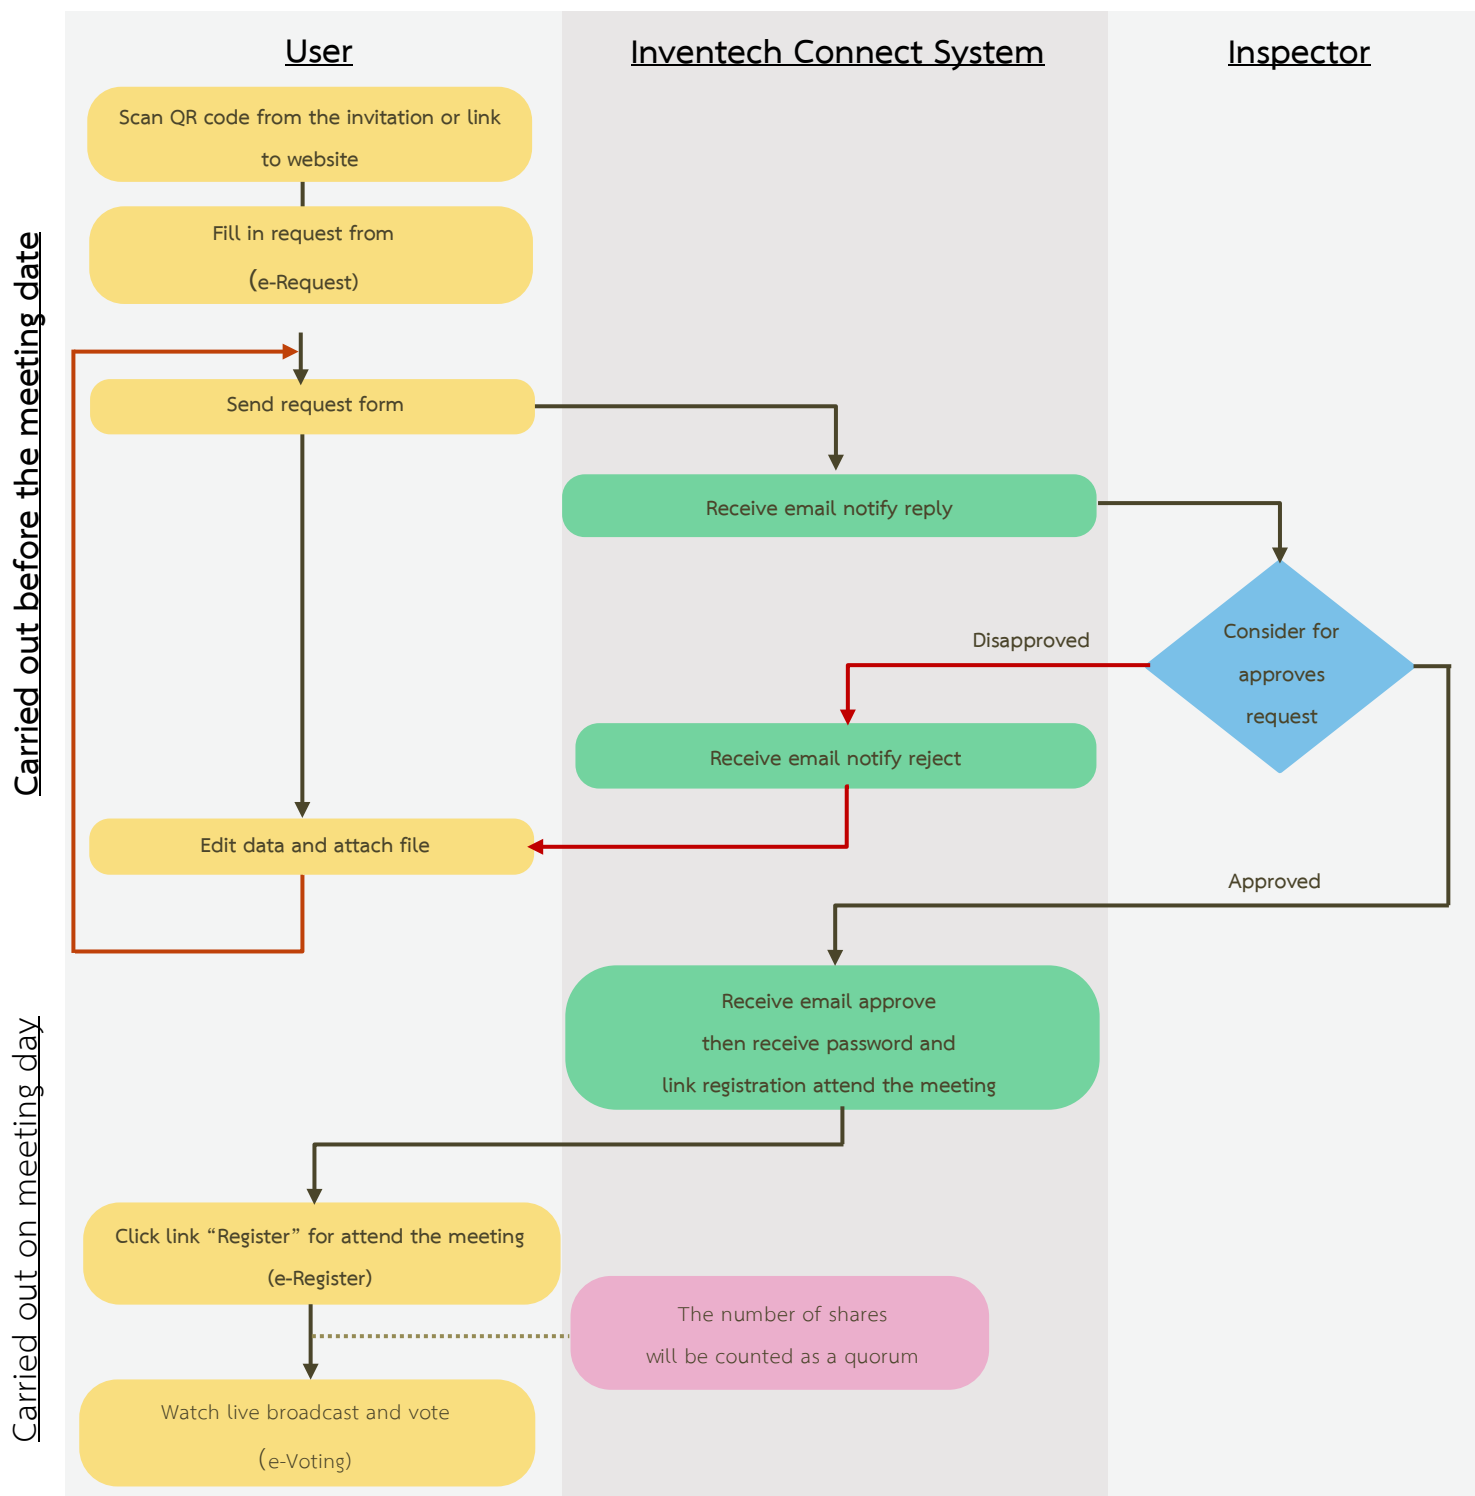 User
Inventech Connect System
Inspector
Carried out before the meeting date
Scan QR code from the invitation or link
to website
Fill in request from
(e-Request)
Send request form
Receive email notify reply
Consider for
approves
request
Disapproved
Receive email notify reject
Edit data and attach file
Approved
Receive email approve
then receive password and
link registration attend the meeting
Carried out on meeting day
Click link “Register” for attend the meeting
(e-Register)
The number of shares
will be counted as a quorum
Watch live broadcast and vote
(e-Voting)